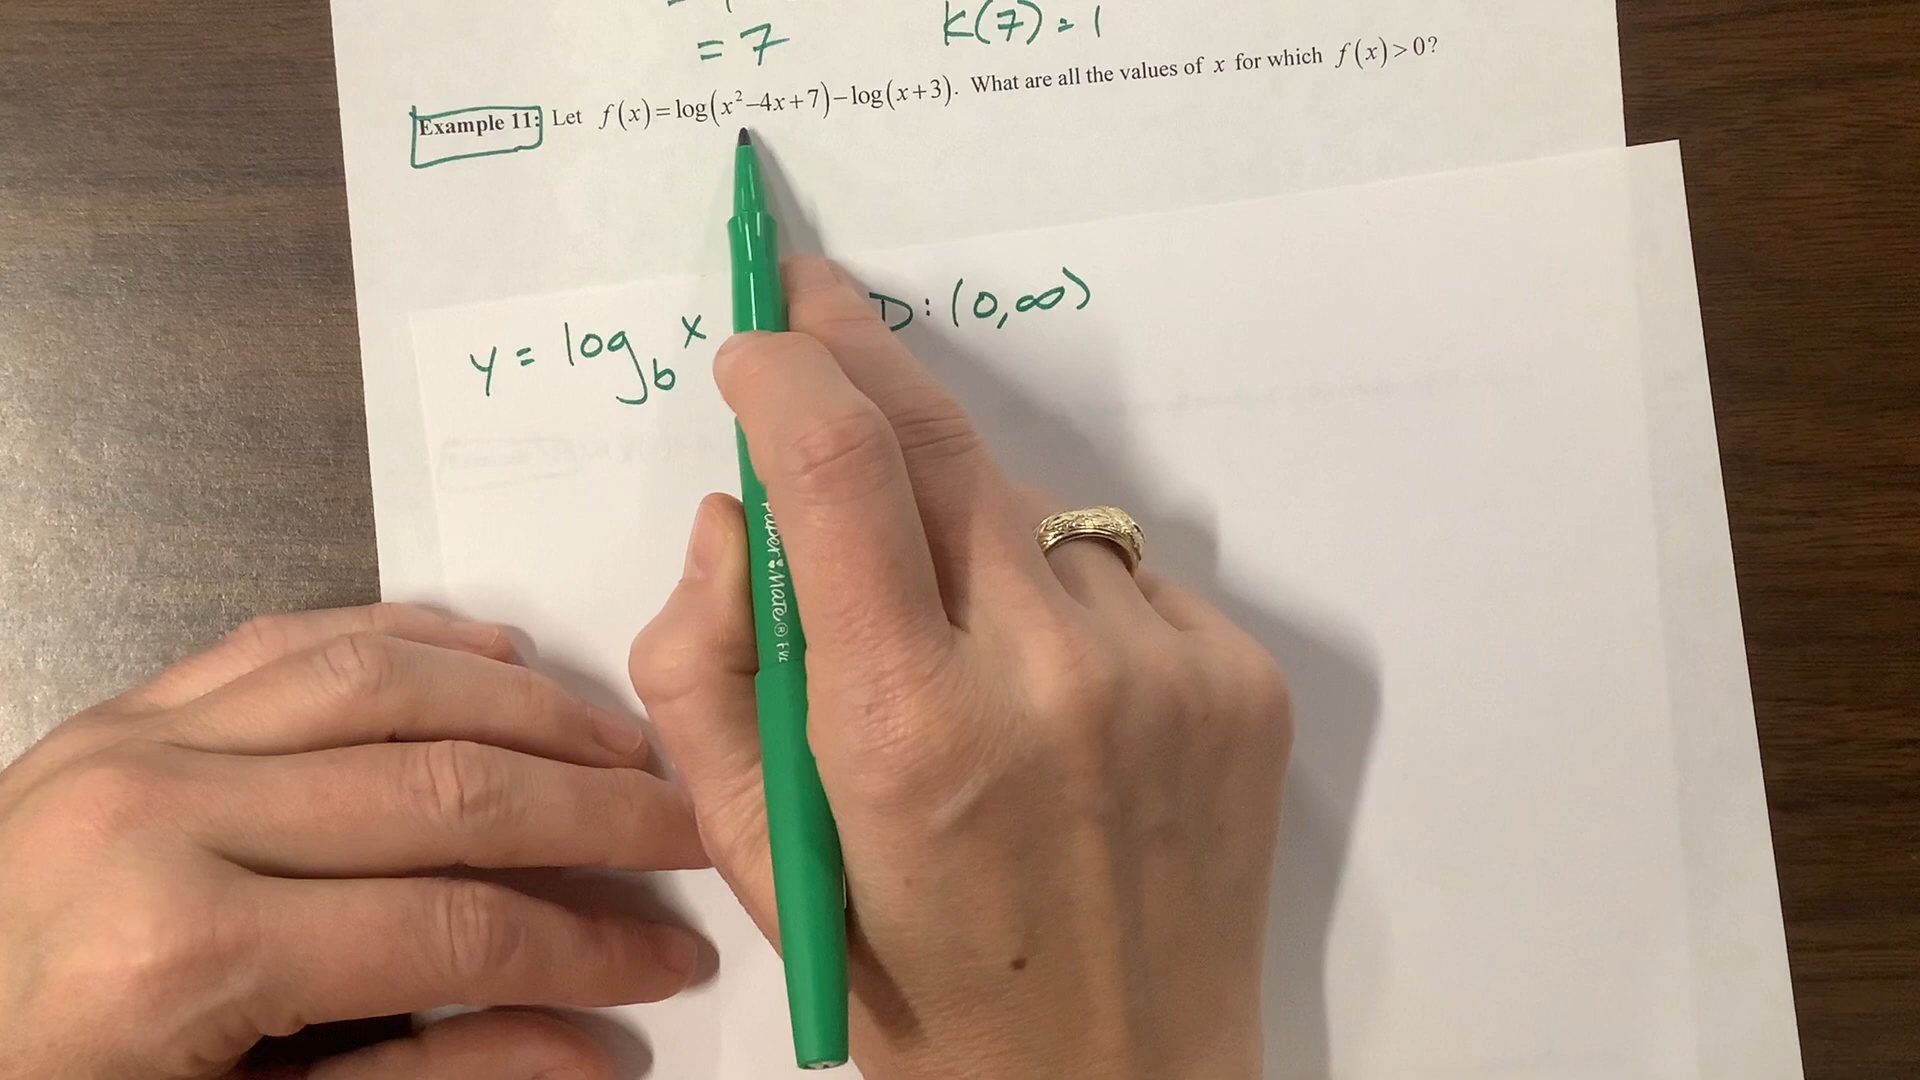 = 7
K(7) = 1
Example 11: Let f(x)=log(x²–4x+7)–log(x+3). What are all the values of x for which f(x)>0?
y = log_b x D: (0,∞)
Paper Mate®